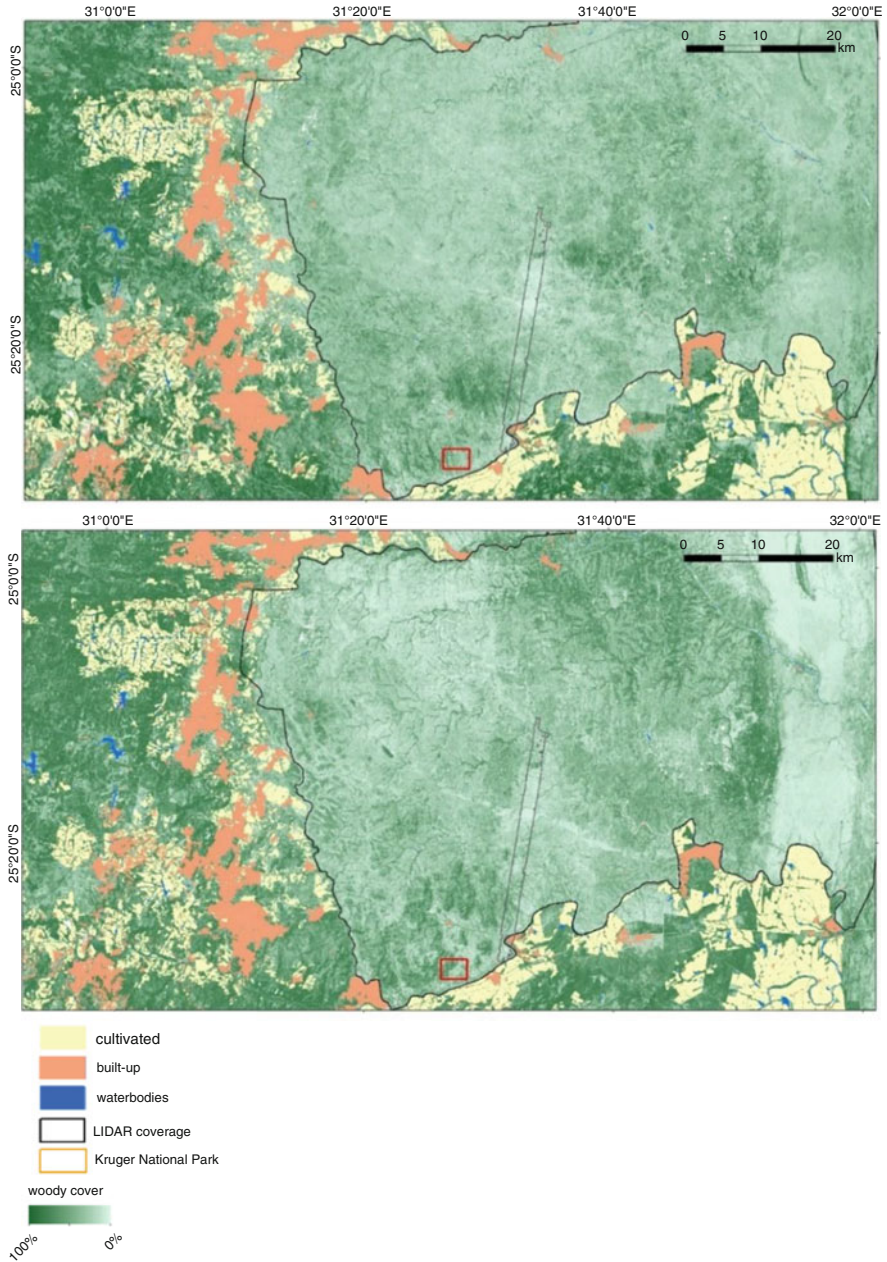 31°0'0"E 31°20'0"E 31°40'0"E 32°0'0"E
0 5 10 20
km
25°0'0"S
25°20'0"S
31°0'0"E 31°20'0"E 31°40'0"E 32°0'0"E
0 5 10 20
km
25°0'0"S
25°20'0"S
cultivated
built-up
waterbodies
LIDAR coverage
Kruger National Park
woody cover
100% 0%